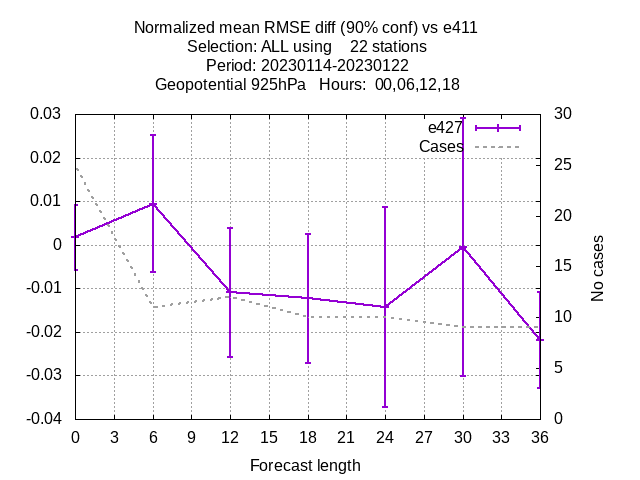 Normalized mean RMSE diff (90% conf) vs e411
Selection: ALL using 22 stations
Period: 20230114-20230122
Geopotential 925hPa Hours: 00,06,12,18
0.03
0.02
0.01
0
-0.01
-0.02
-0.03
-0.04
30
25
20
15
10
5
0
e427
Cases
No cases
0 3 6 9 12 15 18 21 24 27 30 33 36
Forecast length